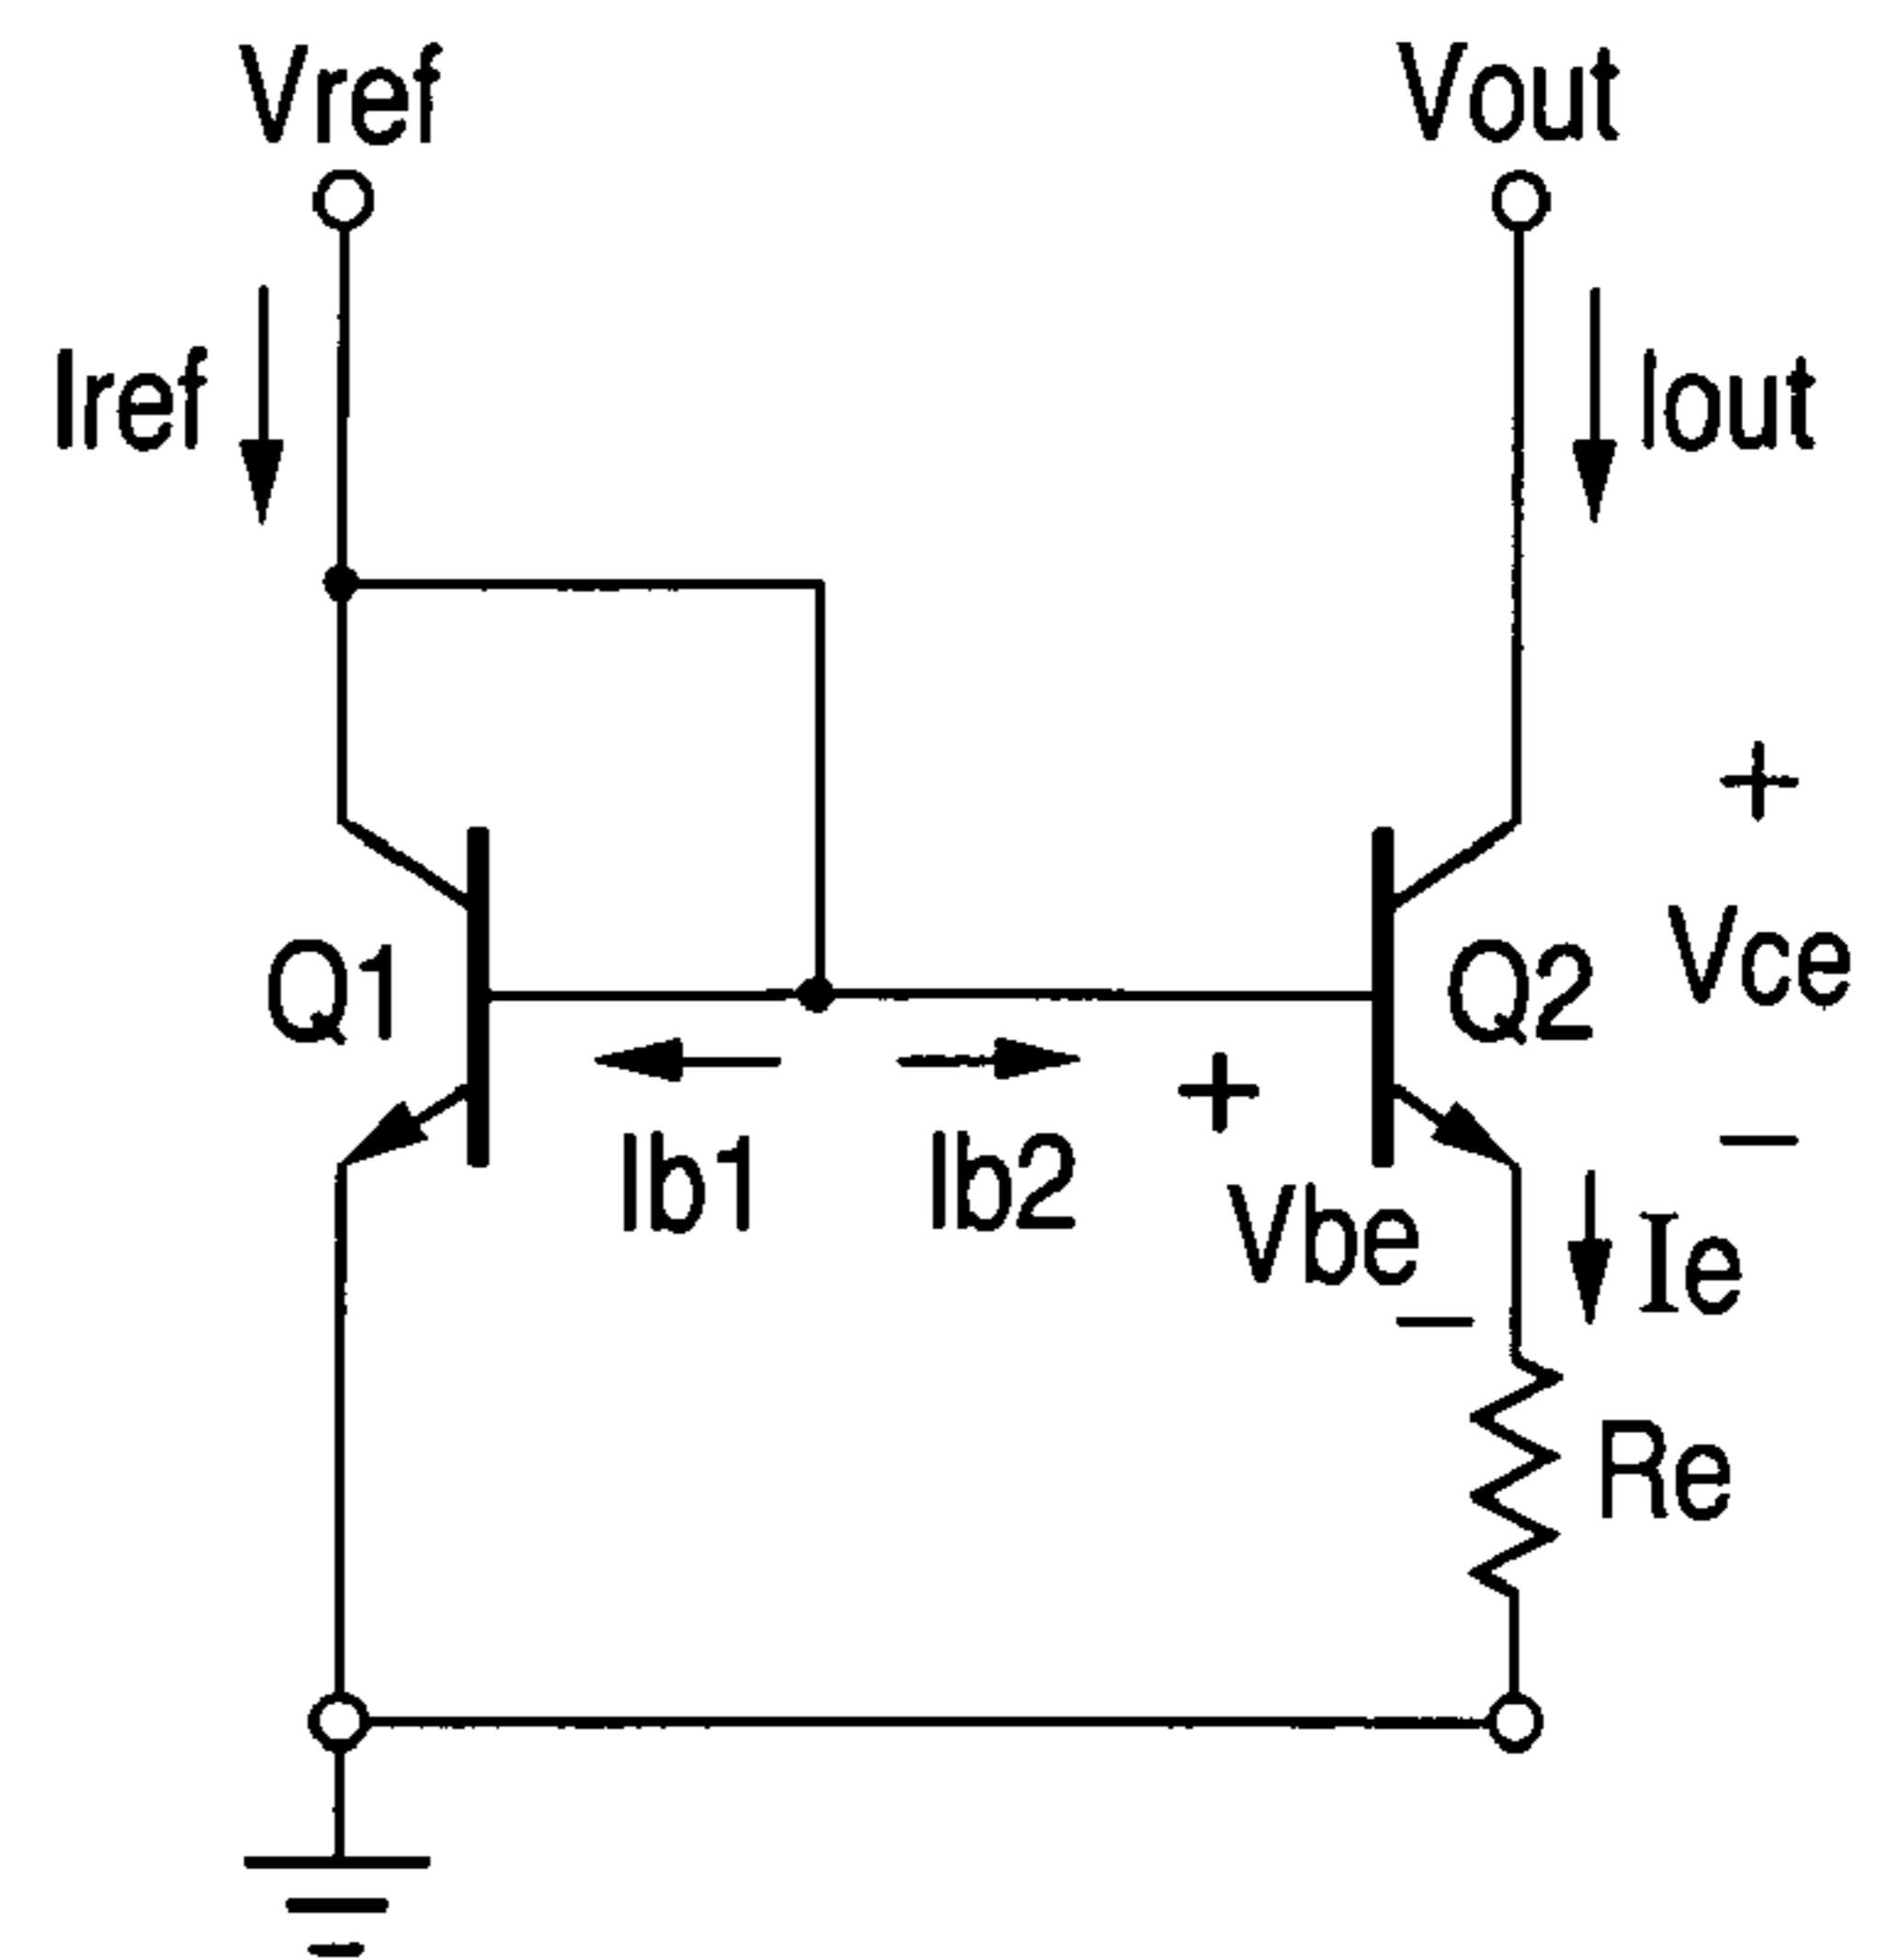 Vref Vout
Iref Iout
+
Q1 Q2 Vce
+
−
Ib1 Ib2
Vbe Ie
−
Re